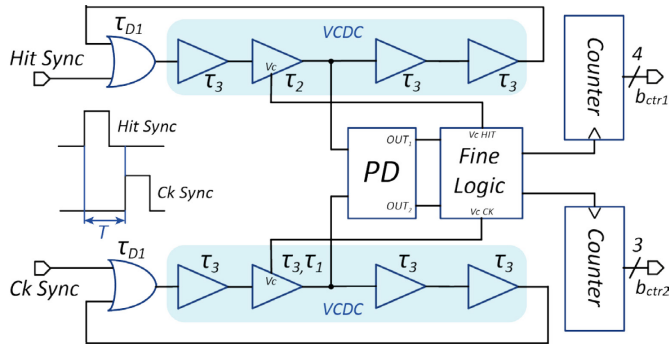 τD1
VCDC
Hit Sync
τ3
Vc
τ2
τ3
τ3
Counter
4
bctr1
Hit Sync
Ck Sync
T
PD
OUT1
OUT2
Vc HIT
Fine
Logic
Vc CK
Counter
3
bctr2
τD1
Ck Sync
τ3
Vc
τ3,τ1
τ3
τ3
VCDC